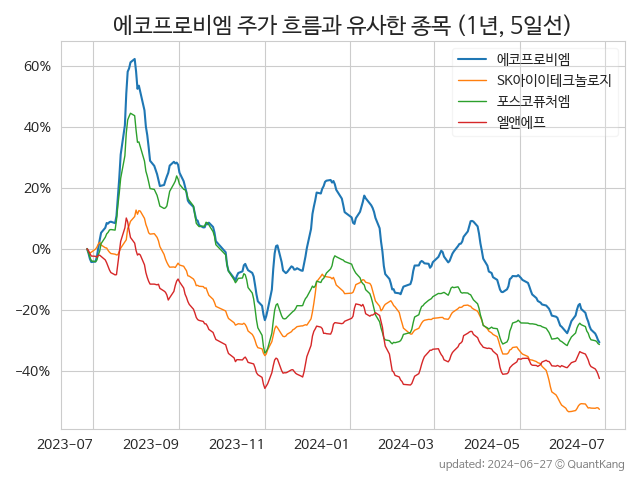 에코프로비엠 주가 흐름과 유사한 종목 (1년, 5일선)
에코프로비엠
SK아이이테크놀로지
포스코퓨처엠
엘앤에프
60%
40%
20%
0%
−20%
−40%
2023-07 2023-09 2023-11 2024-01 2024-03 2024-05 2024-07
updated: 2024-06-27 © QuantKang